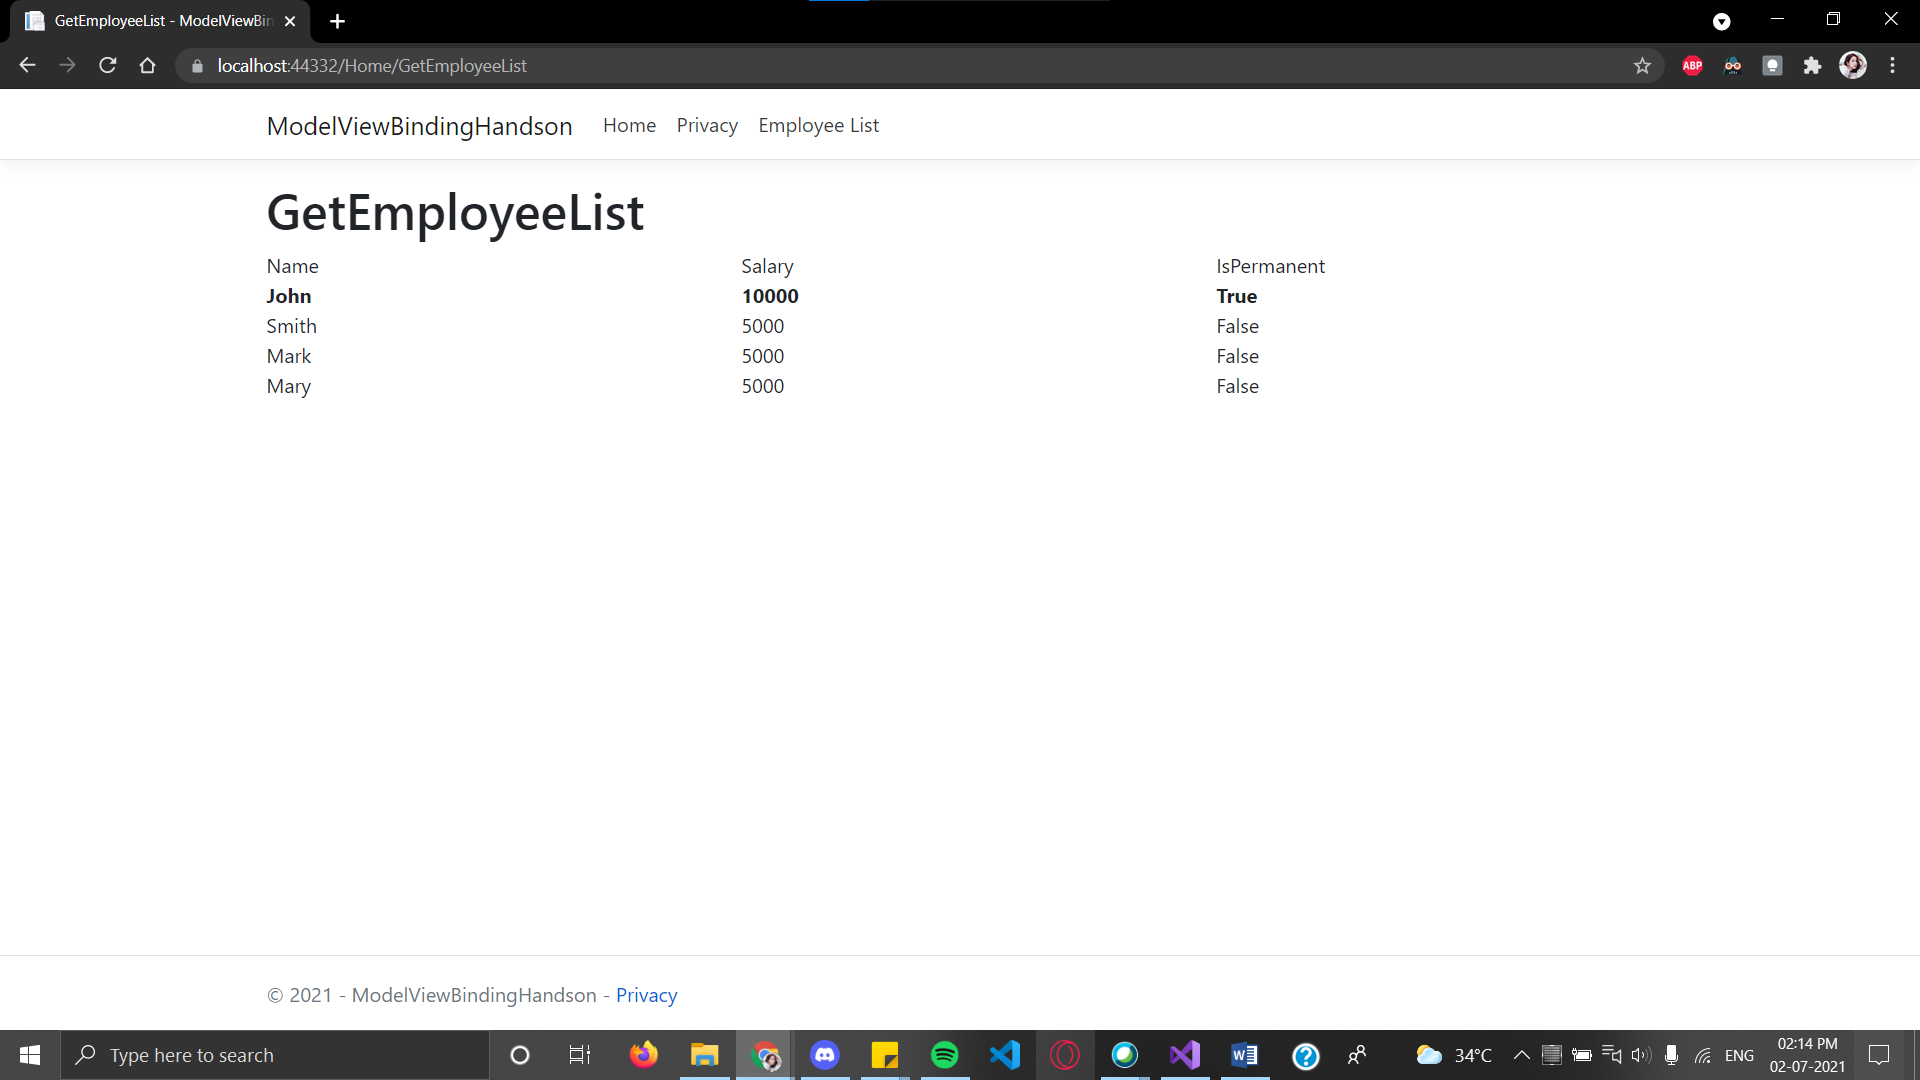 GetEmployeeList - ModelViewBin
localhost:44332/Home/GetEmployeeList
ABP
ModelViewBindingHandson Home Privacy Employee List
GetEmployeeList
Name Salary IsPermanent
John 10000 True
Smith 5000 False
Mark 5000 False
Mary 5000 False
© 2021 - ModelViewBindingHandson - Privacy
Type here to search
34°C
ENG
02:14 PM
02-07-2021